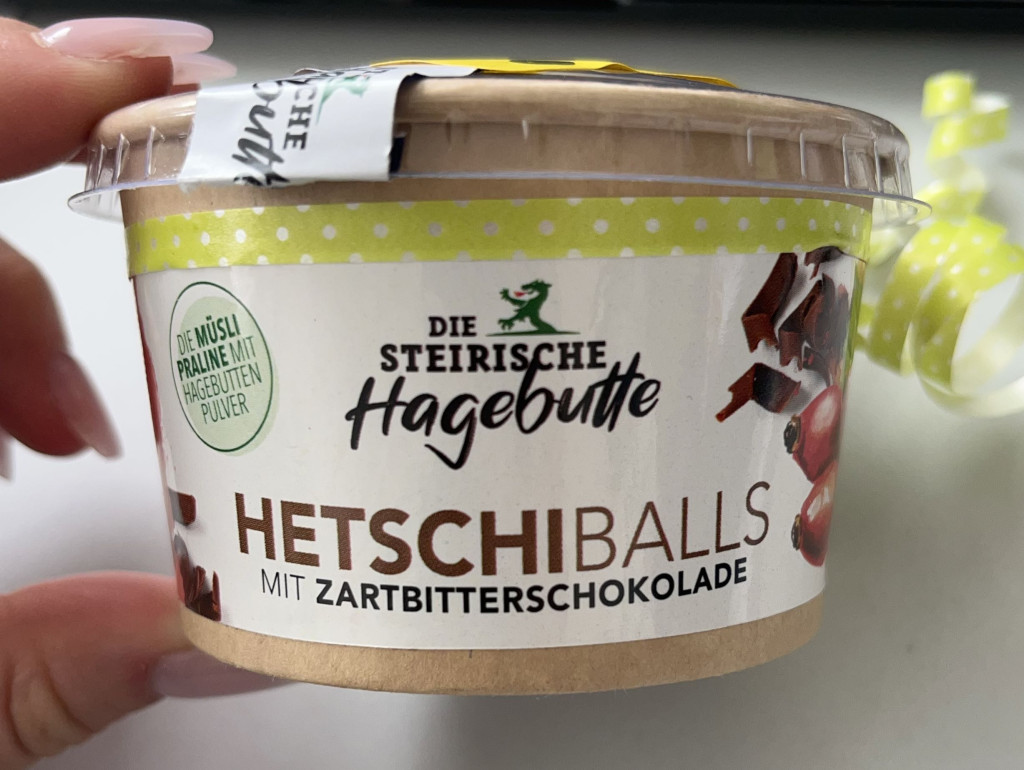 DIE MÜSLI
PRALINE MIT
HAGEBUTTEN
PULVER
DIE
STEIRISCHE
Hagebutte
HETSCHIBALLS
MIT ZARTBITTERSCHOKOLADE